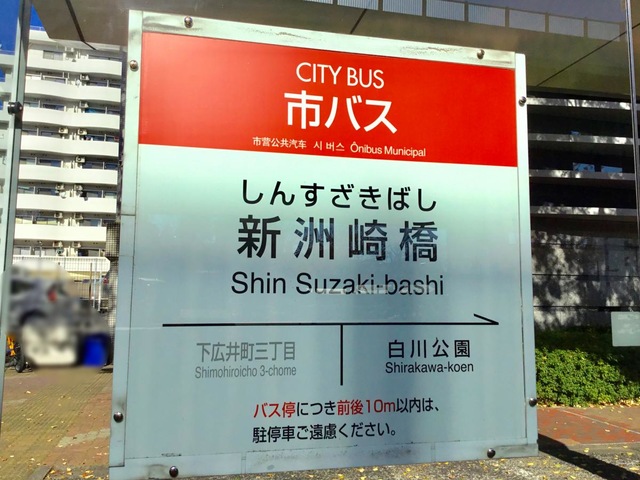 CITY BUS
市バス
市营公共汽车 시 버스 Ônibus Municipal
しんすざきばし
新洲崎橋
Shin Suzaki-bashi
下広井町三丁目
Shimohiroicho 3-chome
白川公園
Shirakawa-koen
バス停につき前後10m以内は、
駐停車ご遠慮ください。